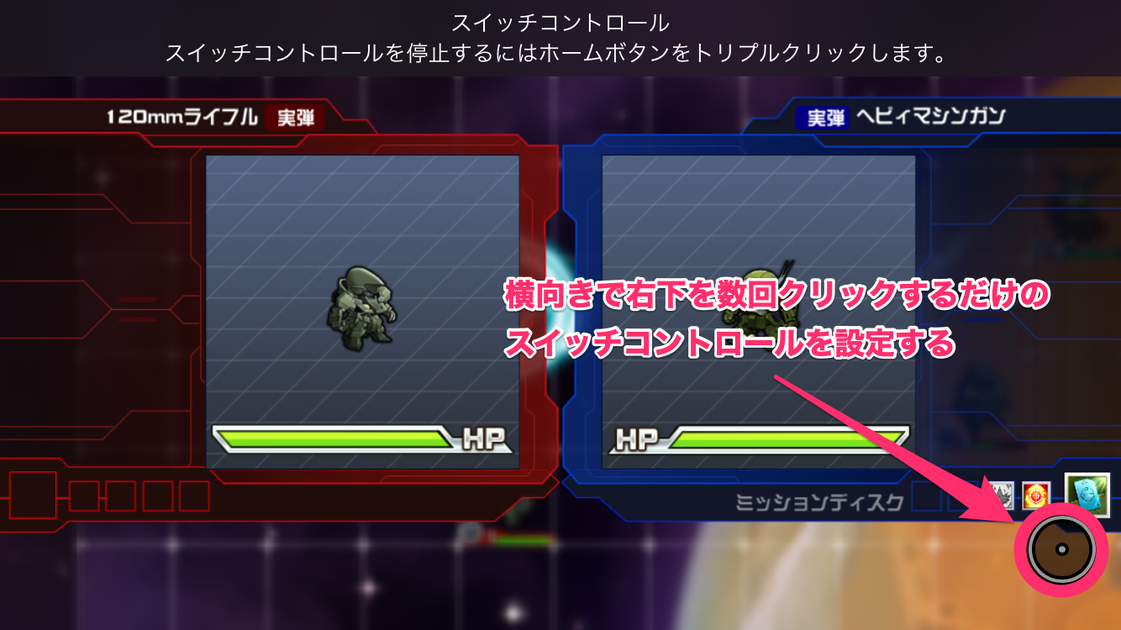 スイッチコントロール
スイッチコントロールを停止するにはホームボタンをトリプルクリックします。
120mmライフル 実弾
実弾 ヘビィマシンガン
横向きで右下を数回クリックするだけの
スイッチコントロールを設定する
HP
HP
ミッションディスク